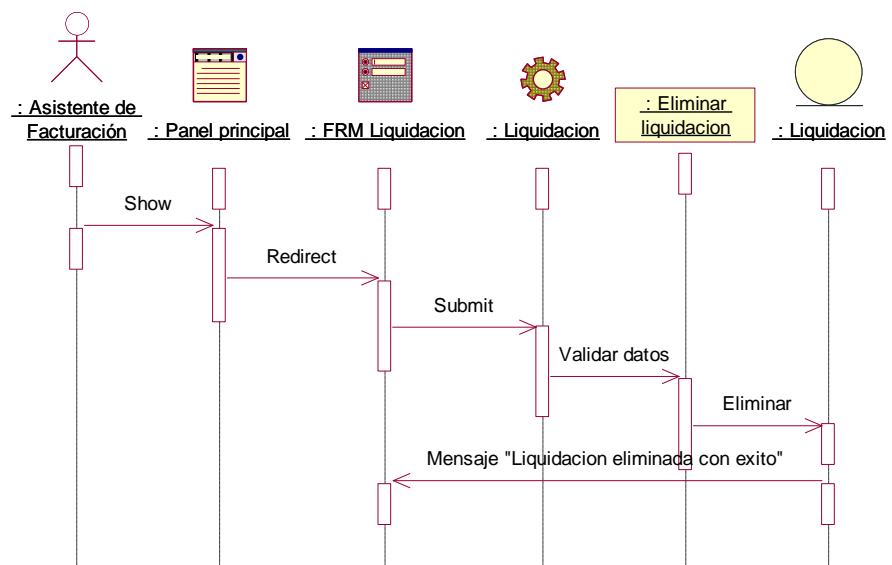 : Asistente de
Facturación
: Panel principal
: FRM Liquidacion
: Liquidacion
: Eliminar
liquidacion
: Liquidacion
Show
Redirect
Submit
Validar datos
Eliminar
Mensaje "Liquidacion eliminada con exito"